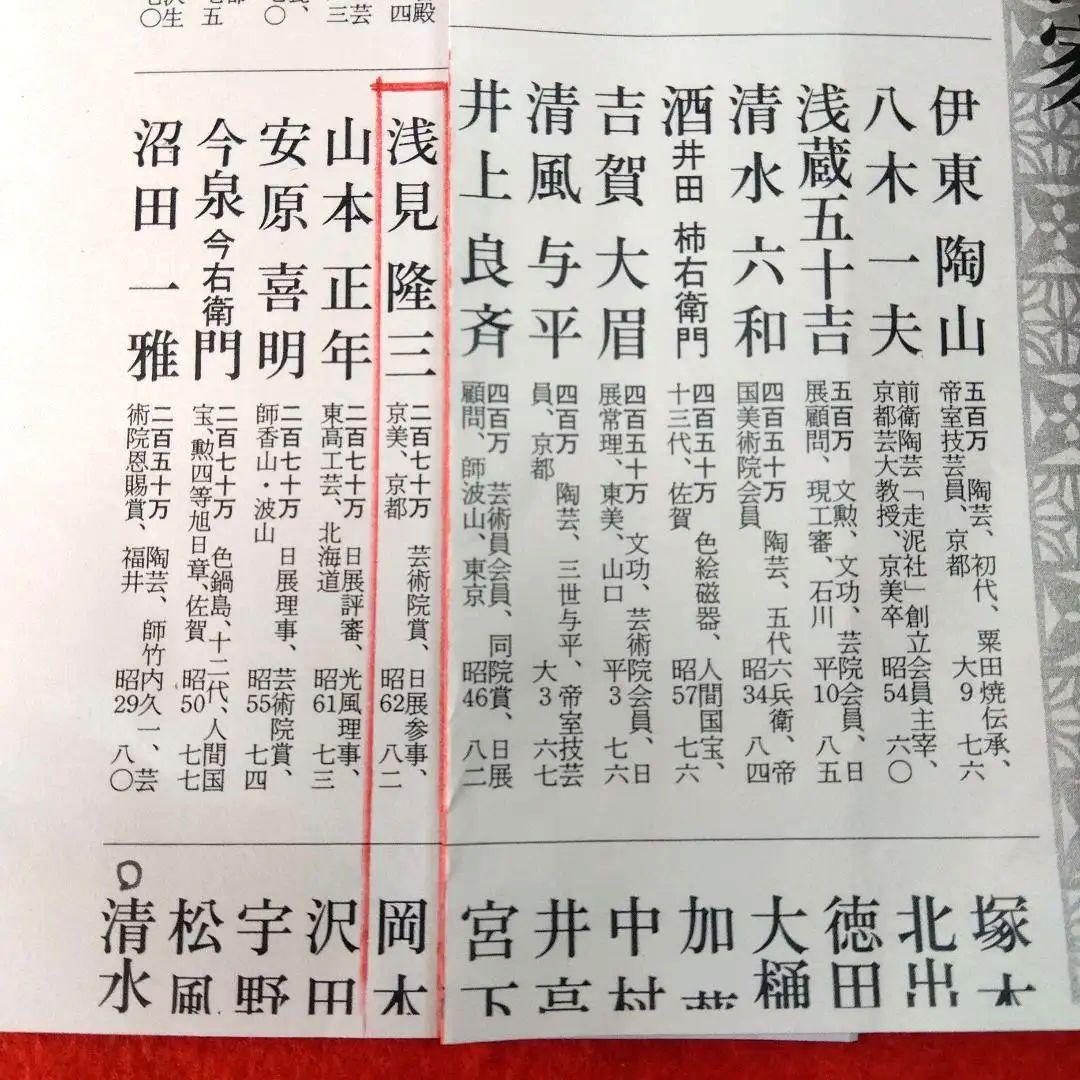 家
伊東陶山
五百万 陶芸、初代、粟田焼伝承、
帝室技芸員、京都 大9 七六
八木一夫
前衛陶芸「走泥社」創立会員主宰、
京都芸大教授、京美卒 昭54 六〇
浅蔵五十吉
五百万 文勲、文功、芸院会員、日
展顧問、現工審、石川 平10 八五
清水六和
四百五十万 陶芸、五代六兵衛、帝
国美術院会員 昭34 八四
酒井田柿右衛門
四百五十万 色絵磁器、人間国宝、
十三代、佐賀 昭57 七六
吉賀大眉
四百五十万 文功、芸術院会員、日
展常理、東美、山口 平3 七六
清風与平
四百万 陶芸、三世与平、帝室技芸
員、京都 大3 六七
井上良斉
四百万 芸術員会員、同院賞、日展
顧問、師波山、東京 昭46 八二
浅見隆三
二百七十万 芸術院賞、日展参事、
京美、京都 昭62 八二
山本正年
二百七十万 日展評審、光風理事、
東高工芸、北海道 昭61 七三
安原喜明
二百七十万 日展理事、芸術院賞、
師香山・波山 昭55 七四
今泉今右衛門
二百七十万 色鍋島、十二代、人間国
宝、勲四等旭日章、佐賀 昭50 七七
沼田一雅
二百五十万 陶芸、師竹内久一、芸
術院恩賜賞、福井 昭29 八〇
塚本
北出
徳田
大樋
加藤
中村
井高
宮下
岡本
沢田
宇野
松風
清水